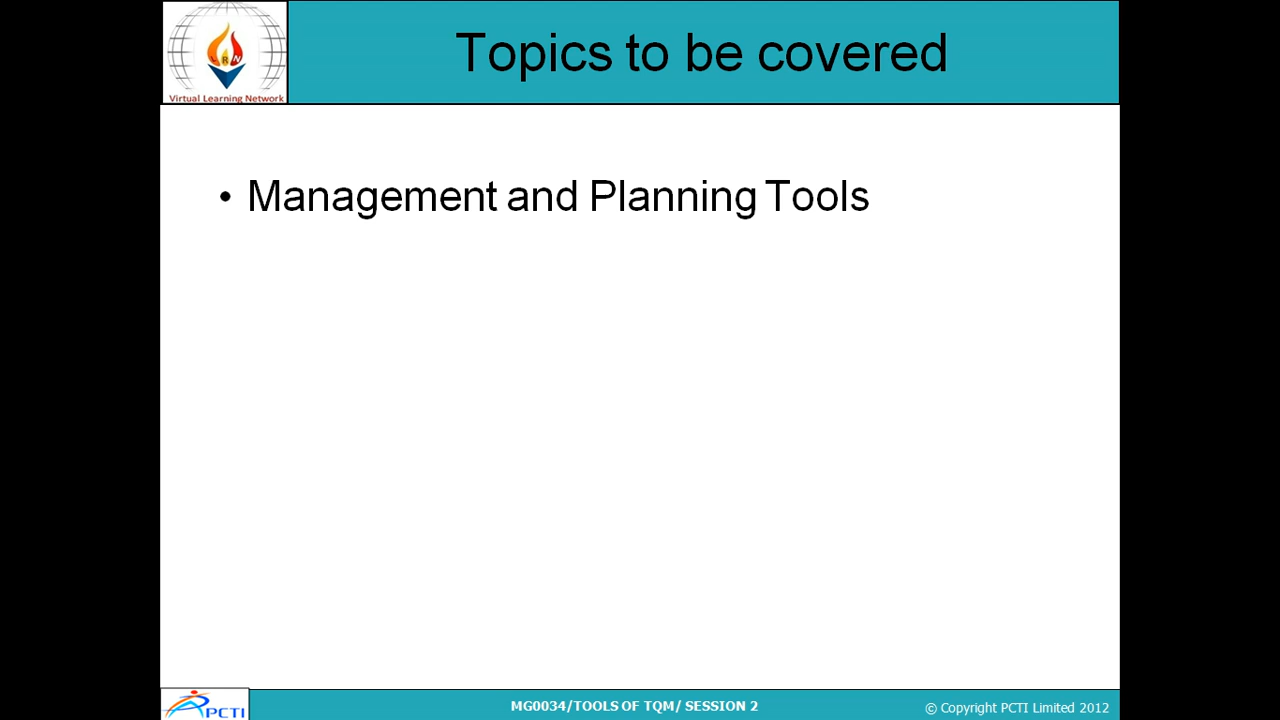 Topics to be covered
VLRN
Virtual Learning Network
• Management and Planning Tools
PCTI
MG0034/TOOLS OF TQM/ SESSION 2
© Copyright PCTI Limited 2012